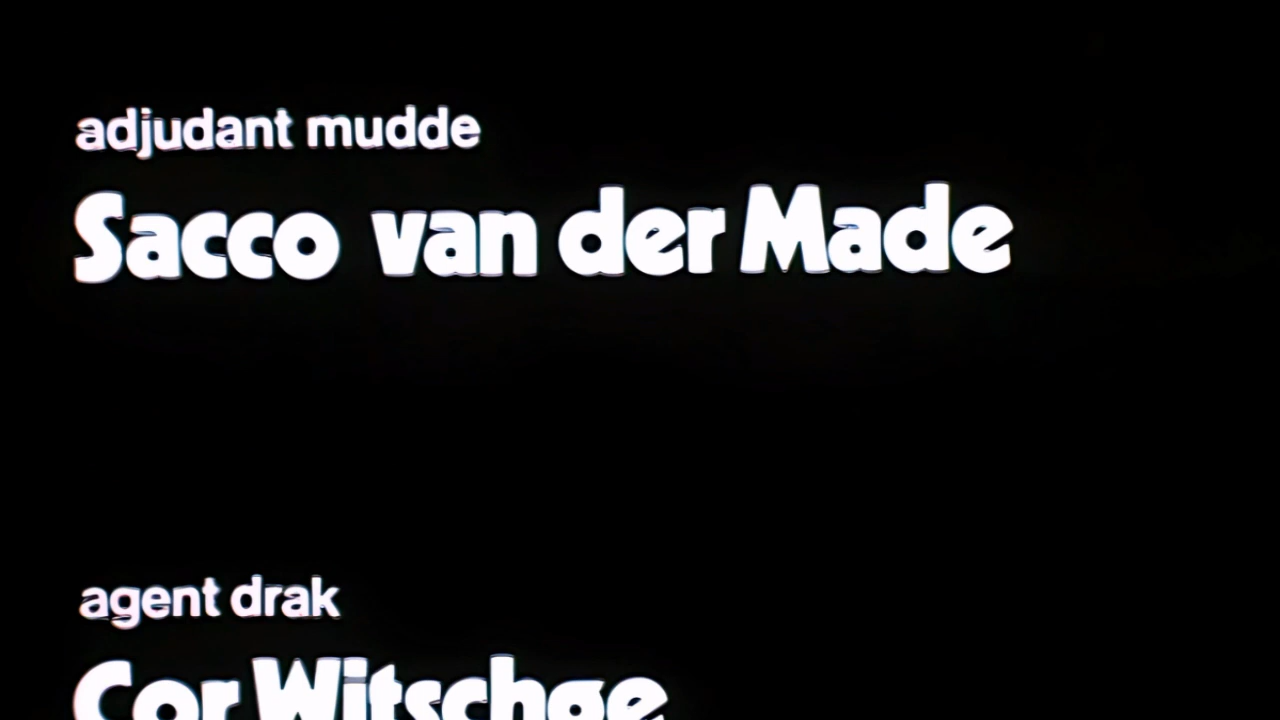 adjudant mudde
Sacco van der Made
agent drak
Cor Witschge